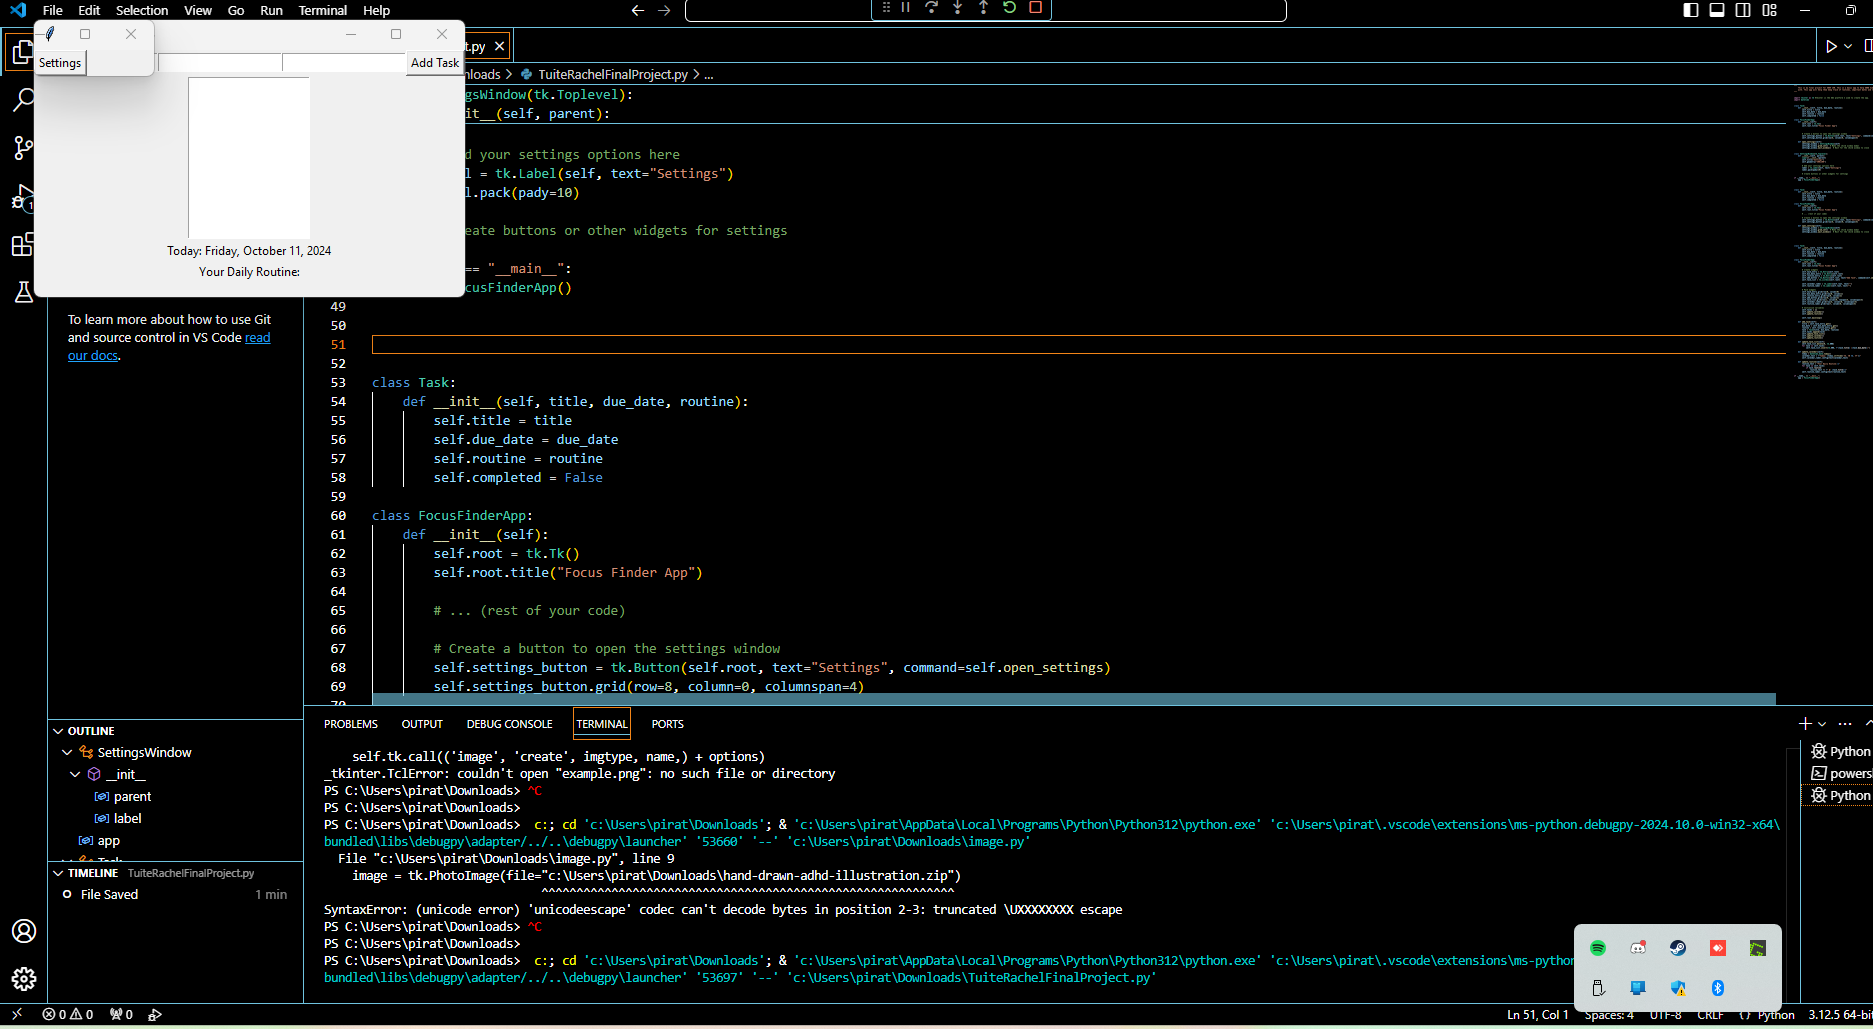 File Edit Selection View Go Run Terminal Help
Settings
Add Task
Today: Friday, October 11, 2024
Your Daily Routine:
t.py
nloads > TuiteRachelFinalProject.py > ...
gsWindow(tk.Toplevel):
it__(self, parent):
d your settings options here
l = tk.Label(self, text="Settings")
l.pack(pady=10)
eate buttons or other widgets for settings
== "__main__":
cusFinderApp()
49
50
51
52
53 class Task:
54 def __init__(self, title, due_date, routine):
55 self.title = title
56 self.due_date = due_date
57 self.routine = routine
58 self.completed = False
59
60 class FocusFinderApp:
61 def __init__(self):
62 self.root = tk.Tk()
63 self.root.title("Focus Finder App")
64
65 # ... (rest of your code)
66
67 # Create a button to open the settings window
68 self.settings_button = tk.Button(self.root, text="Settings", command=self.open_settings)
69 self.settings_button.grid(row=8, column=0, columnspan=4)
70
To learn more about how to use Git
and source control in VS Code read
our docs.
OUTLINE
SettingsWindow
__init__
parent
label
app
Task
TIMELINE TuiteRachelFinalProject.py
File Saved 1 min
PROBLEMS OUTPUT DEBUG CONSOLE TERMINAL PORTS
self.tk.call(('image', 'create', imgtype, name,) + options)
_tkinter.TclError: couldn't open "example.png": no such file or directory
PS C:\Users\pirat\Downloads> ^C
PS C:\Users\pirat\Downloads>
PS C:\Users\pirat\Downloads> c:; cd 'c:\Users\pirat\Downloads'; & 'c:\Users\pirat\AppData\Local\Programs\Python\Python312\python.exe' 'c:\Users\pirat\.vscode\extensions\ms-python.debugpy-2024.10.0-win32-x64\
bundled\libs\debugpy\adapter/../..\debugpy\launcher' '53660' '--' 'c:\Users\pirat\Downloads\image.py'
File "c:\Users\pirat\Downloads\image.py", line 9
image = tk.PhotoImage(file="c:\Users\pirat\Downloads\hand-drawn-adhd-illustration.zip")
^^^^^^^^^^^^^^^^^^^^^^^^^^^^^^^^^^^^^^^^^^^^^^^^^^^^^^^^^^^
SyntaxError: (unicode error) 'unicodeescape' codec can't decode bytes in position 2-3: truncated \UXXXXXXXX escape
PS C:\Users\pirat\Downloads> ^C
PS C:\Users\pirat\Downloads>
PS C:\Users\pirat\Downloads> c:; cd 'c:\Users\pirat\Downloads'; & 'c:\Users\pirat\AppData\Local\Programs\Python\Python312\python.exe' 'c:\Users\pirat\.vscode\extensions\ms-python
bundled\libs\debugpy\adapter/../..\debugpy\launcher' '53697' '--' 'c:\Users\pirat\Downloads\TuiteRachelFinalProject.py'
Python
powers
Python
0 0 0
Ln 51, Col 1 Spaces: 4 UTF-8 CRLF {} Python 3.12.5 64-bit